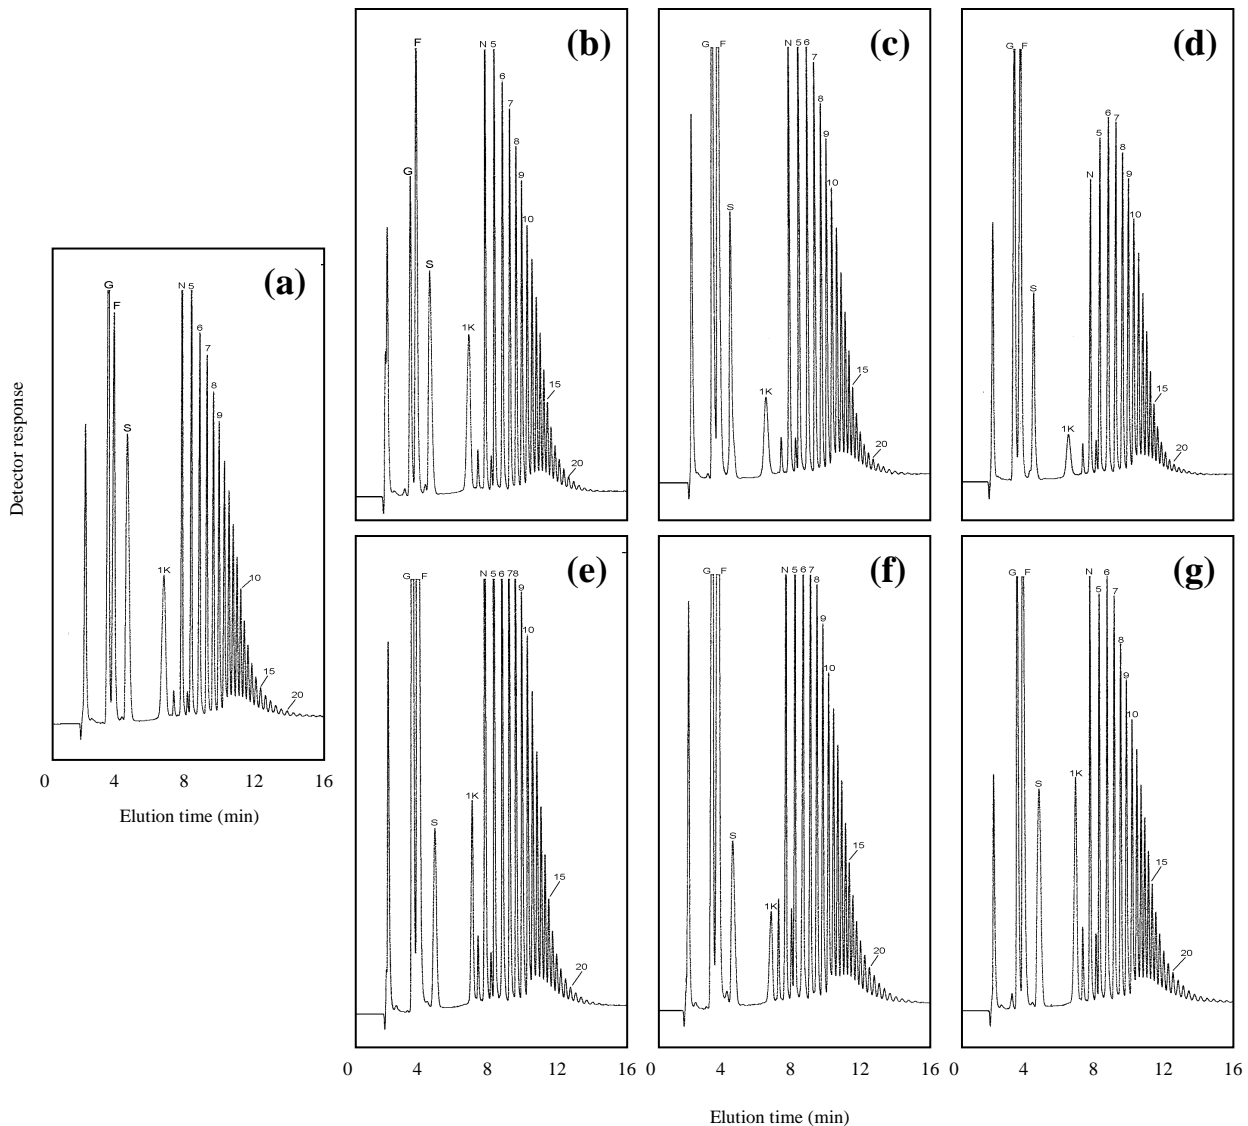 (b)
F
N 5
6
7
8
G
9
10
S
1K
15
20
(c)
G F
N 5 6
7
8
9
10
S
1K
15
20
(d)
G F
6
7
5
8
N
9
10
S
1K
15
20
(a)
G
F
N 5
6
7
8
9
S
1K
10
15
20
0 4 8 12 16
Elution time (min)
Detector response
(e)
G F
N 5 6 7 8
9
10
1K
S
15
20
0 4 8 12 16
(f)
G F
N 5 6 7
8
9
10
S
15
1K
20
0 4 8 12 16
(g)
G F
N 6
5 7
8
9
10
1K
S
15
20
0 4 8 12 16
Elution time (min)